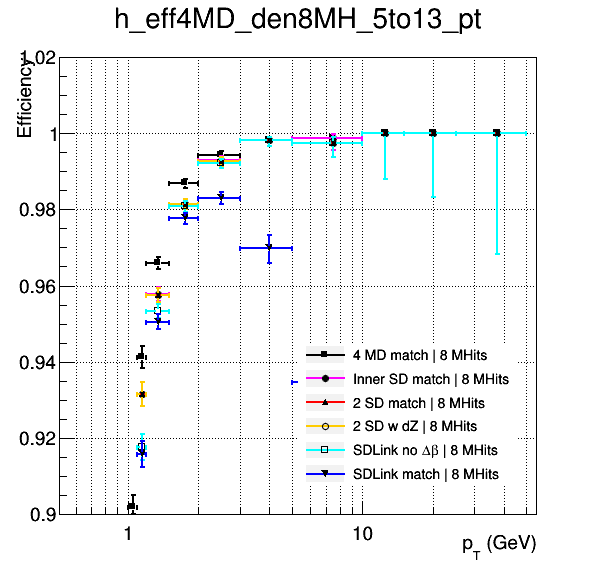 h_eff4MD_den8MH_5to13_pt
Efficiency
1.02
1
0.98
0.96
0.94
0.92
0.9
4 MD match | 8 MHits
Inner SD match | 8 MHits
2 SD match | 8 MHits
2 SD w dZ | 8 MHits
SDLink no Δβ | 8 MHits
SDLink match | 8 MHits
1
10
p_T (GeV)